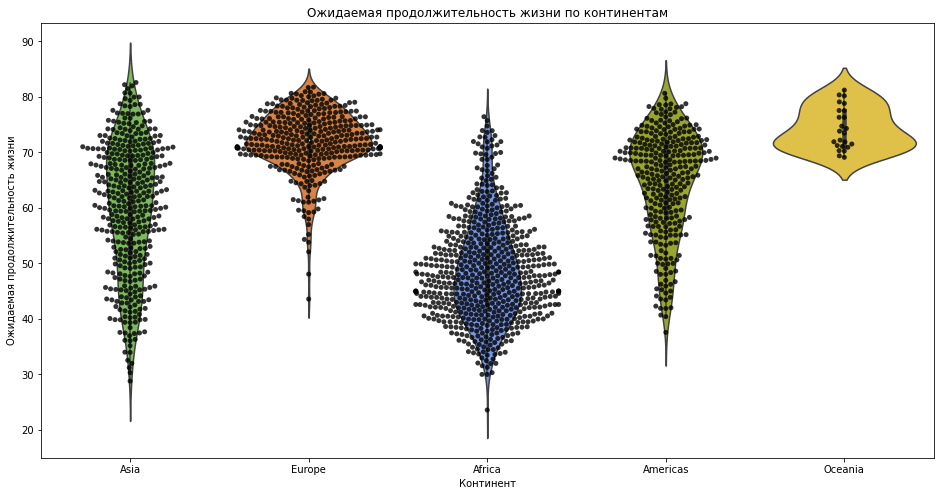 Ожидаемая продолжительность жизни по континентам
Ожидаемая продолжительность жизни
90
80
70
60
50
40
30
20
Asia
Europe
Africa
Americas
Oceania
Континент